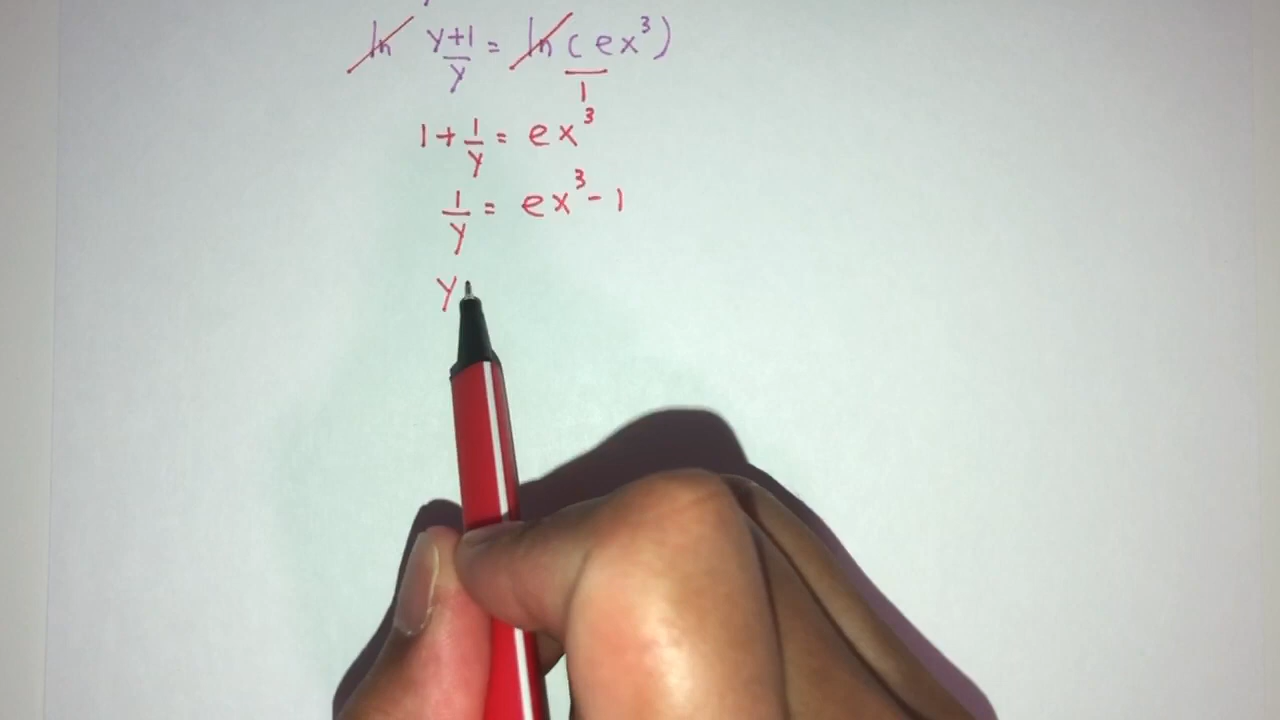 ln y+1/y = ln(ex³)
1
1 + 1/y = ex³
1/y = ex³ - 1
y